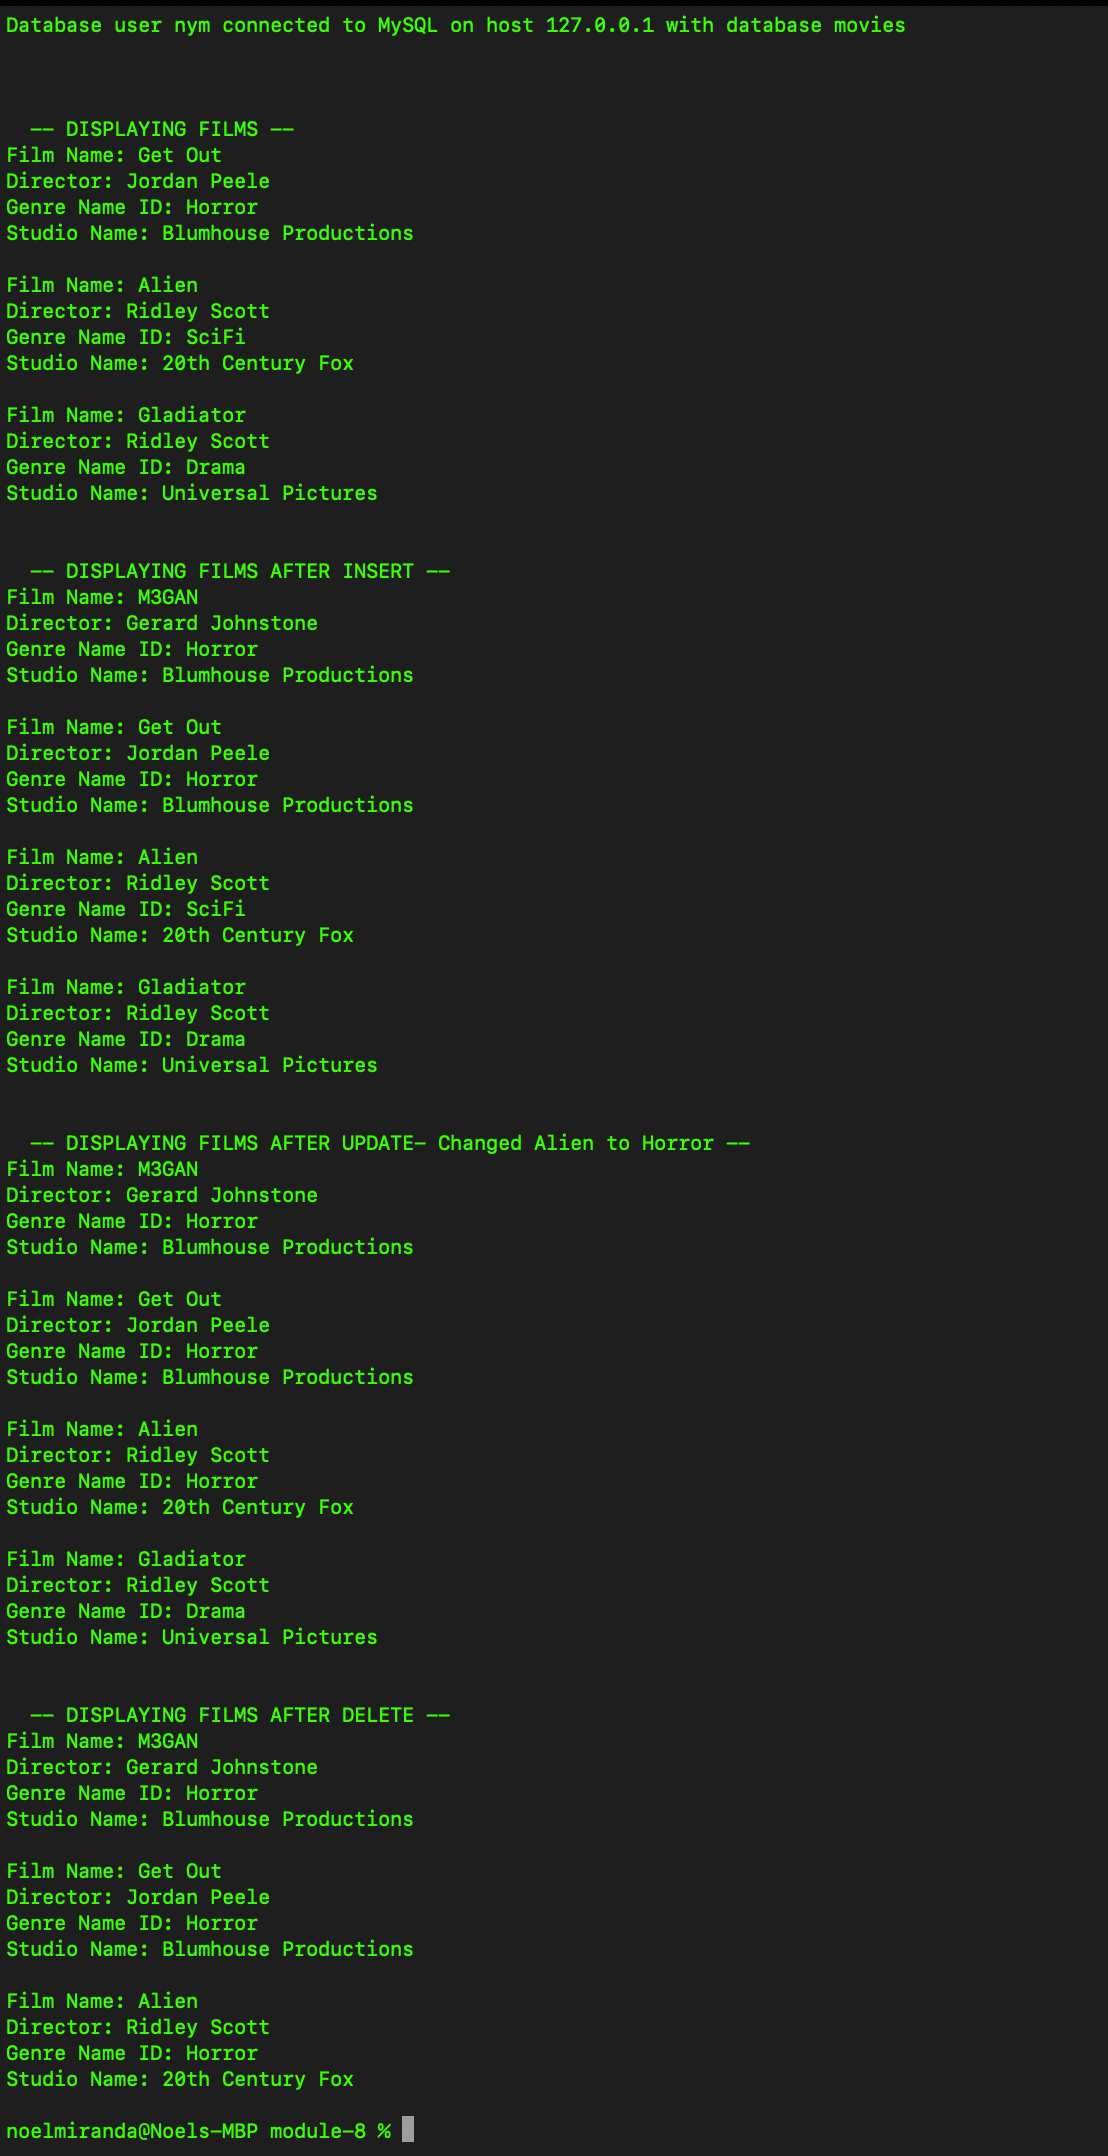 Database user nym connected to MySQL on host 127.0.0.1 with database movies
-- DISPLAYING FILMS --
Film Name: Get Out
Director: Jordan Peele
Genre Name ID: Horror
Studio Name: Blumhouse Productions
Film Name: Alien
Director: Ridley Scott
Genre Name ID: SciFi
Studio Name: 20th Century Fox
Film Name: Gladiator
Director: Ridley Scott
Genre Name ID: Drama
Studio Name: Universal Pictures
-- DISPLAYING FILMS AFTER INSERT --
Film Name: M3GAN
Director: Gerard Johnstone
Genre Name ID: Horror
Studio Name: Blumhouse Productions
Film Name: Get Out
Director: Jordan Peele
Genre Name ID: Horror
Studio Name: Blumhouse Productions
Film Name: Alien
Director: Ridley Scott
Genre Name ID: SciFi
Studio Name: 20th Century Fox
Film Name: Gladiator
Director: Ridley Scott
Genre Name ID: Drama
Studio Name: Universal Pictures
-- DISPLAYING FILMS AFTER UPDATE- Changed Alien to Horror --
Film Name: M3GAN
Director: Gerard Johnstone
Genre Name ID: Horror
Studio Name: Blumhouse Productions
Film Name: Get Out
Director: Jordan Peele
Genre Name ID: Horror
Studio Name: Blumhouse Productions
Film Name: Alien
Director: Ridley Scott
Genre Name ID: Horror
Studio Name: 20th Century Fox
Film Name: Gladiator
Director: Ridley Scott
Genre Name ID: Drama
Studio Name: Universal Pictures
-- DISPLAYING FILMS AFTER DELETE --
Film Name: M3GAN
Director: Gerard Johnstone
Genre Name ID: Horror
Studio Name: Blumhouse Productions
Film Name: Get Out
Director: Jordan Peele
Genre Name ID: Horror
Studio Name: Blumhouse Productions
Film Name: Alien
Director: Ridley Scott
Genre Name ID: Horror
Studio Name: 20th Century Fox
noelmiranda@Noels-MBP module-8 %